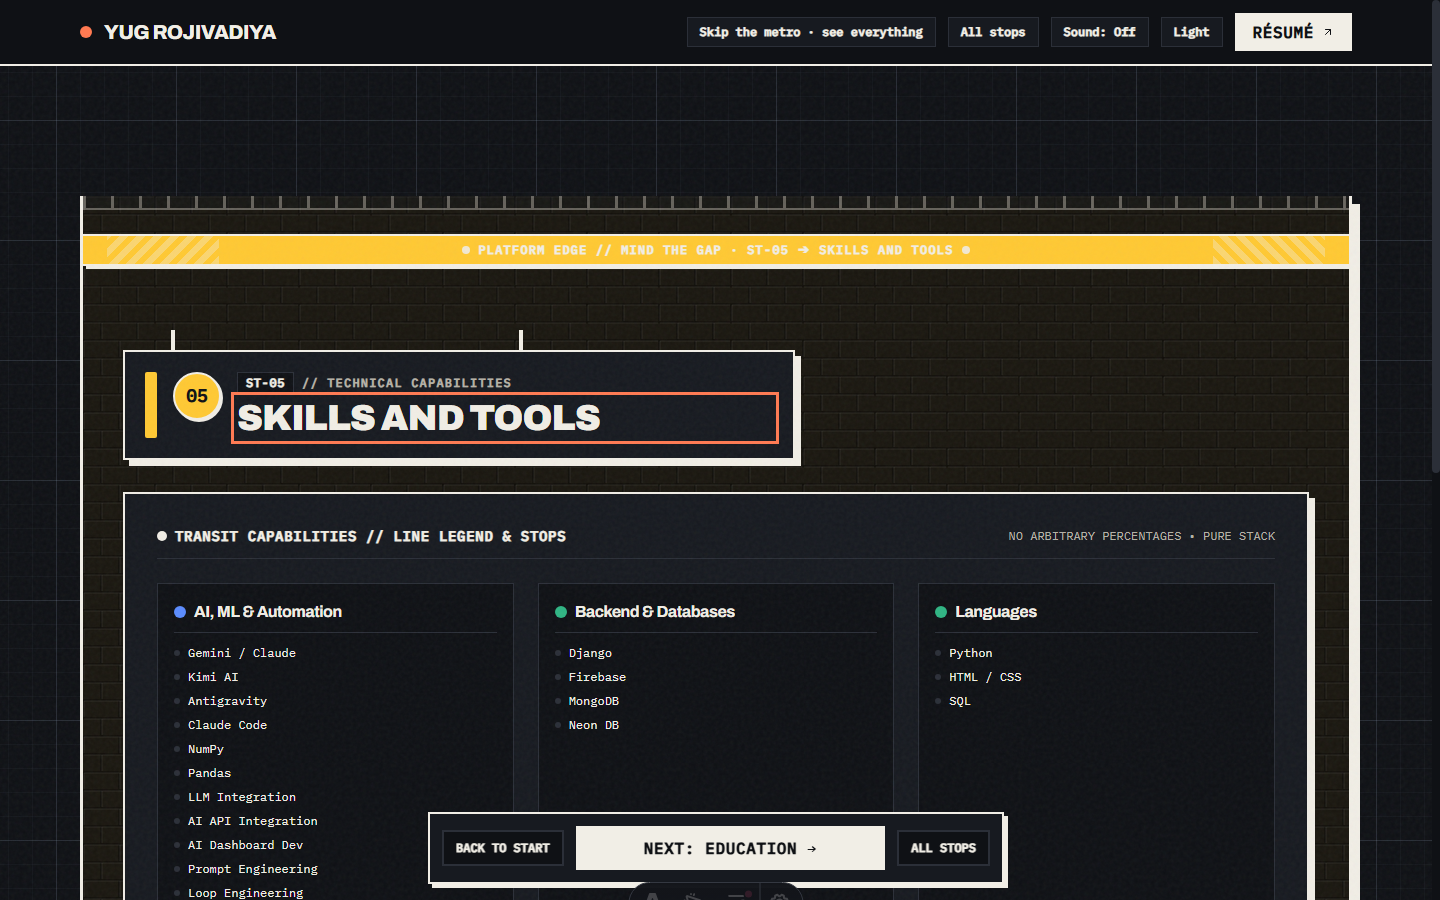 YUG ROJIVADIYA
Skip the metro · see everything
All stops
Sound: Off
Light
RÉSUMÉ ↗
PLATFORM EDGE // MIND THE GAP · ST-05 → SKILLS AND TOOLS
05
ST-05 // TECHNICAL CAPABILITIES
SKILLS AND TOOLS
TRANSIT CAPABILITIES // LINE LEGEND & STOPS
NO ARBITRARY PERCENTAGES • PURE STACK
AI, ML & Automation
Gemini / Claude
Kimi AI
Antigravity
Claude Code
NumPy
Pandas
LLM Integration
AI API Integration
AI Dashboard Dev
Prompt Engineering
Loop Engineering
Backend & Databases
Django
Firebase
MongoDB
Neon DB
Languages
Python
HTML / CSS
SQL
BACK TO START
NEXT: EDUCATION →
ALL STOPS